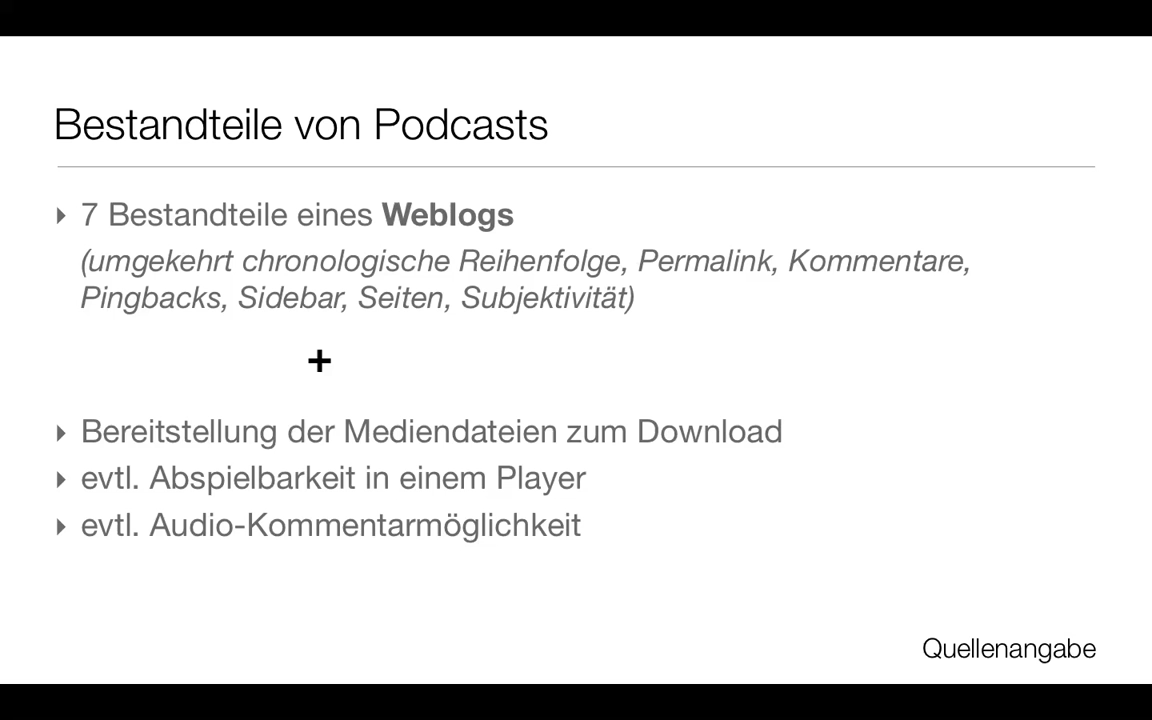 Bestandteile von Podcasts
7 Bestandteile eines Weblogs
(umgekehrt chronologische Reihenfolge, Permalink, Kommentare,
Pingbacks, Sidebar, Seiten, Subjektivität)
+
Bereitstellung der Mediendateien zum Download
evtl. Abspielbarkeit in einem Player
evtl. Audio-Kommentarmöglichkeit
Quellenangabe